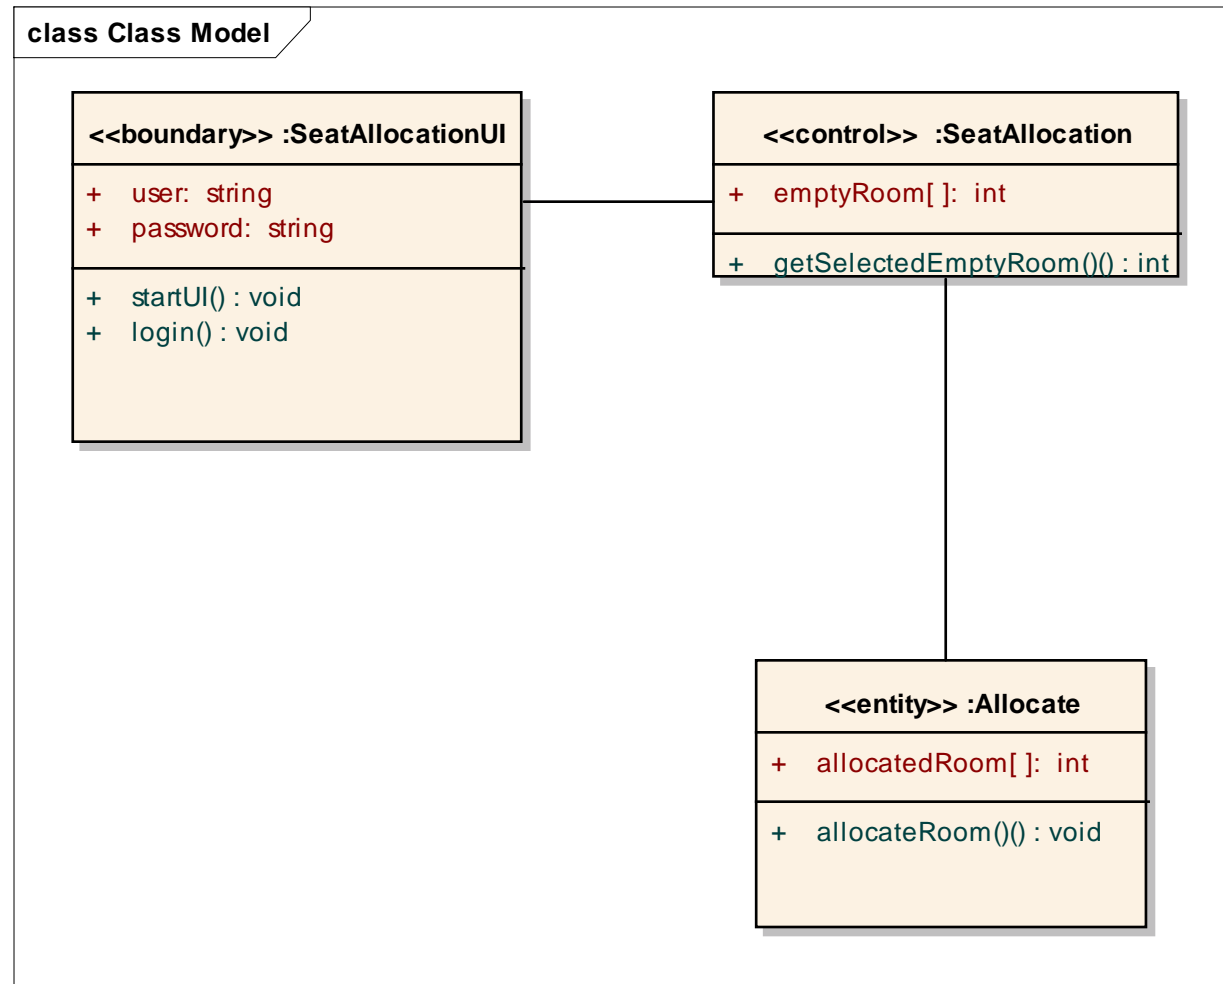 class Class Model
<<boundary>> :SeatAllocationUI
+ user: string
+ password: string
+ startUI() : void
+ login() : void
<<control>> :SeatAllocation
+ emptyRoom[ ]: int
+ getSelectedEmptyRoom()() : int
<<entity>> :Allocate
+ allocatedRoom[ ]: int
+ allocateRoom()() : void